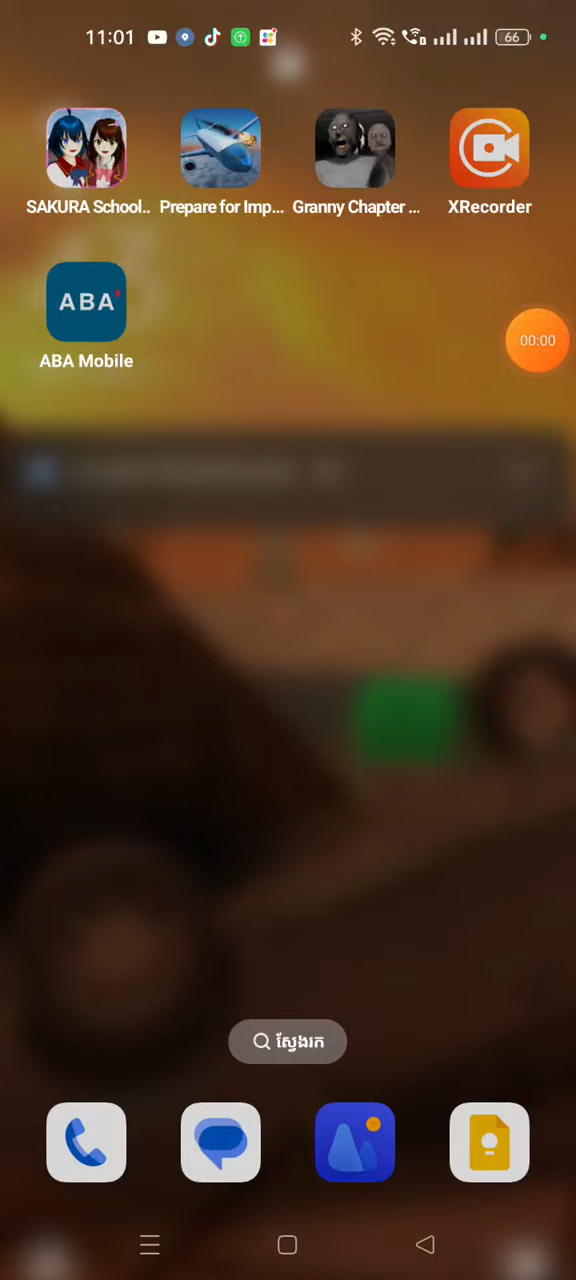 11:01
66
SAKURA School..
Prepare for Imp...
Granny Chapter ...
XRecorder
ABA'
ABA Mobile
00:00
ស្វែងរក